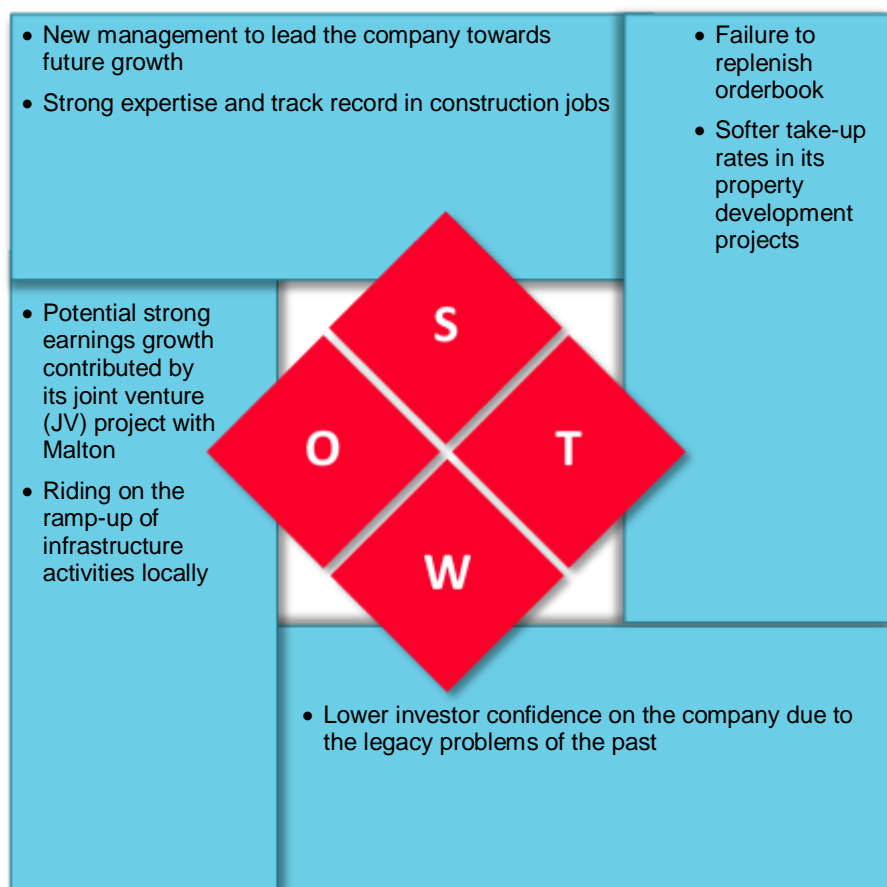 • New management to lead the company towards
future growth
• Strong expertise and track record in construction jobs
• Failure to
replenish
orderbook
• Softer take-up
rates in its
property
development
projects
• Potential strong
earnings growth
contributed by
its joint venture
(JV) project with
Malton
• Riding on the
ramp-up of
infrastructure
activities locally
S
O
T
W
• Lower investor confidence on the company due to
the legacy problems of the past